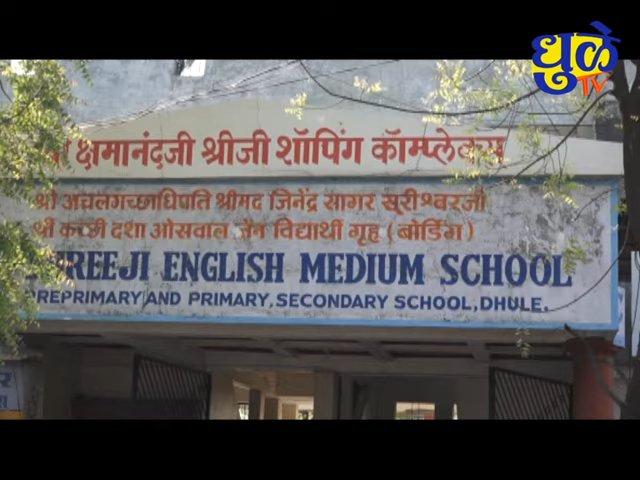 धुळे TV
क्षमानंदजी श्रीजी शॉपिंग कॉम्प्लेक्स
श्री अचलगच्छाधिपति श्रीमद जिनेंद्र सागर सूरीश्वरजी
श्री कच्छी दशा ओसवाल जैन विद्यार्थी गृह (बोर्डिंग)
ENGLISH MEDIUM SCHOOL
PREPRIMARY AND PRIMARY, SECONDARY SCHOOL, DHULE.